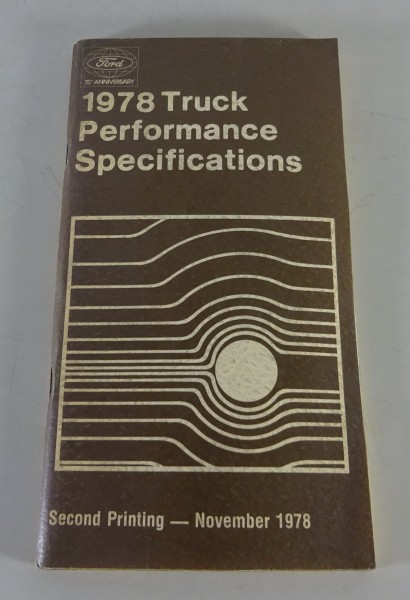 Ford
75th ANNIVERSARY
1978 Truck
Performance
Specifications
Second Printing — November 1978